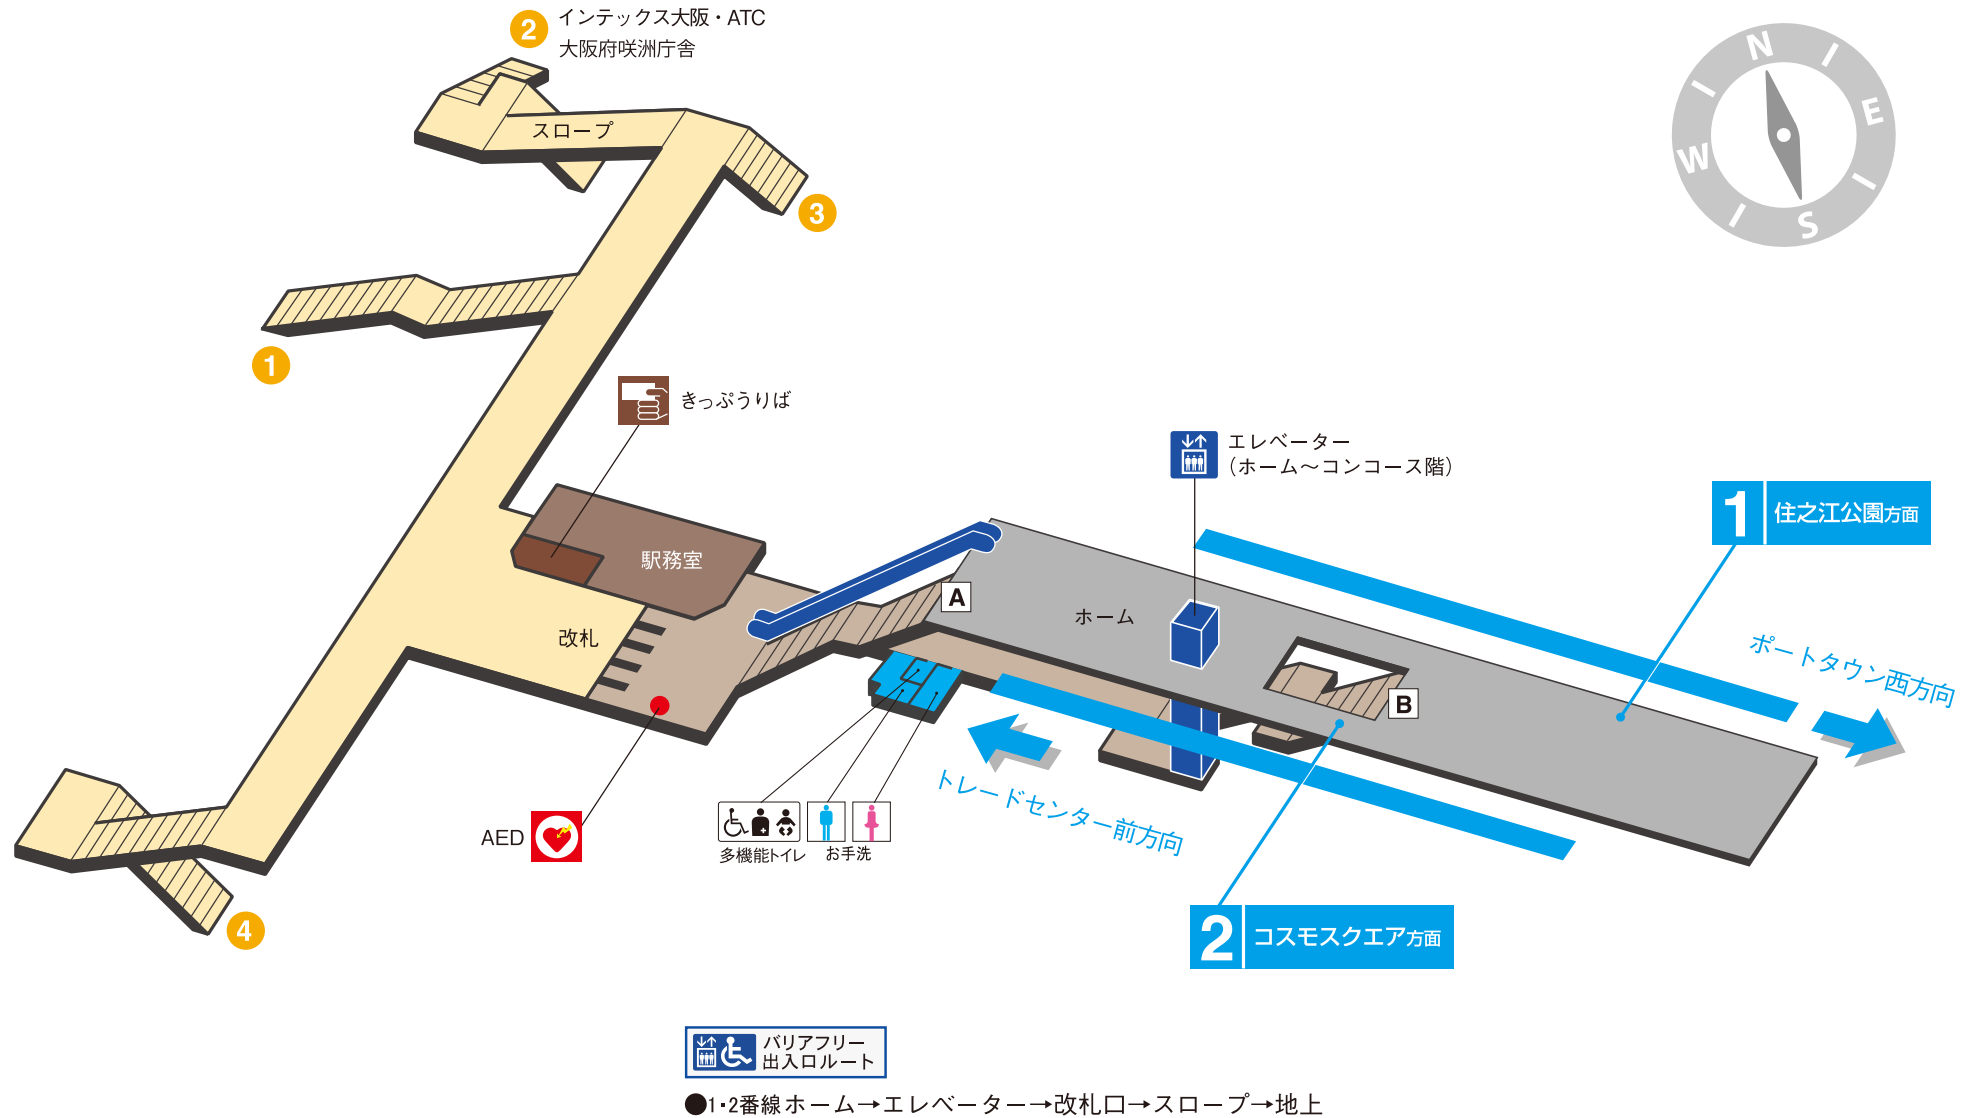 2
インテックス大阪・ATC
大阪府咲洲庁舎
N
E
S
W
スロープ
3
1
きっぷうりば
エレベーター
（ホーム〜コンコース階）
1 住之江公園方面
駅務室
A
ホーム
改札
ポートタウン西方向
B
トレードセンター前方向
AED
多機能トイレ
お手洗
4
2 コスモスクエア方面
バリアフリー
出入口ルート
●1・2番線ホーム→エレベーター→改札口→スロープ→地上